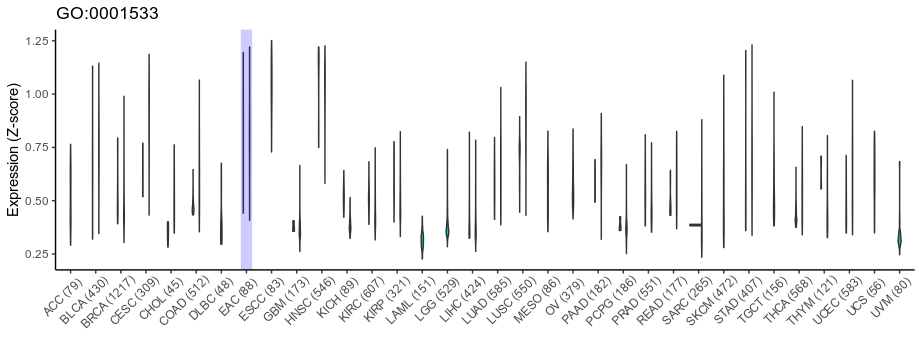 GO:0001533
Expression (Z-score)
1.25
1.00
0.75
0.50
0.25
ACC (79)
BLCA (430)
BRCA (1217)
CESC (309)
CHOL (45)
COAD (512)
DLBC (48)
EAC (88)
ESCC (83)
GBM (173)
HNSC (546)
KICH (89)
KIRC (607)
KIRP (321)
LAML (151)
LGG (529)
LIHC (424)
LUAD (585)
LUSC (550)
MESO (86)
OV (379)
PAAD (182)
PCPG (186)
PRAD (551)
READ (177)
SARC (265)
SKCM (472)
STAD (407)
TGCT (156)
THCA (568)
THYM (121)
UCEC (583)
UCS (56)
UVM (80)